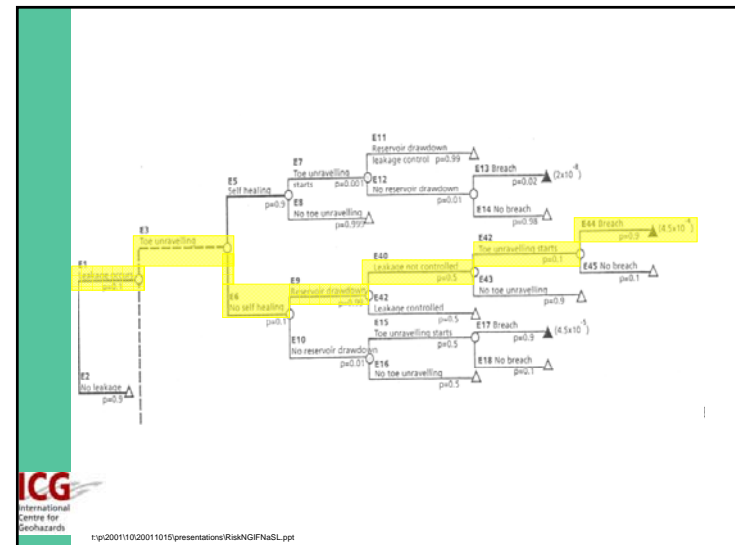 E11
Reservoir drawdown
leakage control p=0.99
E7
Toe unravelling
starts p=0.001
E13 Breach
p=0.02 (2x10-8)
E5
Self healing
p=0.9
E12
No reservoir drawdown
p=0.01
E8
No toe unravelling
p=0.999
E14 No breach
p=0.98
E3
Toe unravelling
E44 Breach
p=0.9 (4.5x10-4)
E42
Toe unravelling starts
p=0.1
E40
Leakage not controlled
p=0.5
E1
Leakage occurs
p=0.1
E45 No breach
p=0.1
E9
Reservoir drawdown
p=0.99
E43
No toe unravelling
p=0.9
E6
No self healing
p=0.1
E42
Leakage controlled
p=0.5
E15
Toe unravelling starts
p=0.5
E17 Breach
p=0.9 (4.5x10-5)
E10
No reservoir drawdown
p=0.01
E18 No breach
p=0.1
E16
No toe unravelling
p=0.5
E2
No leakage
p=0.9
ICG
International
Centre for
Geohazards
t:\p\2001\10\20011015\presentations\RiskNGIFNaSL.ppt